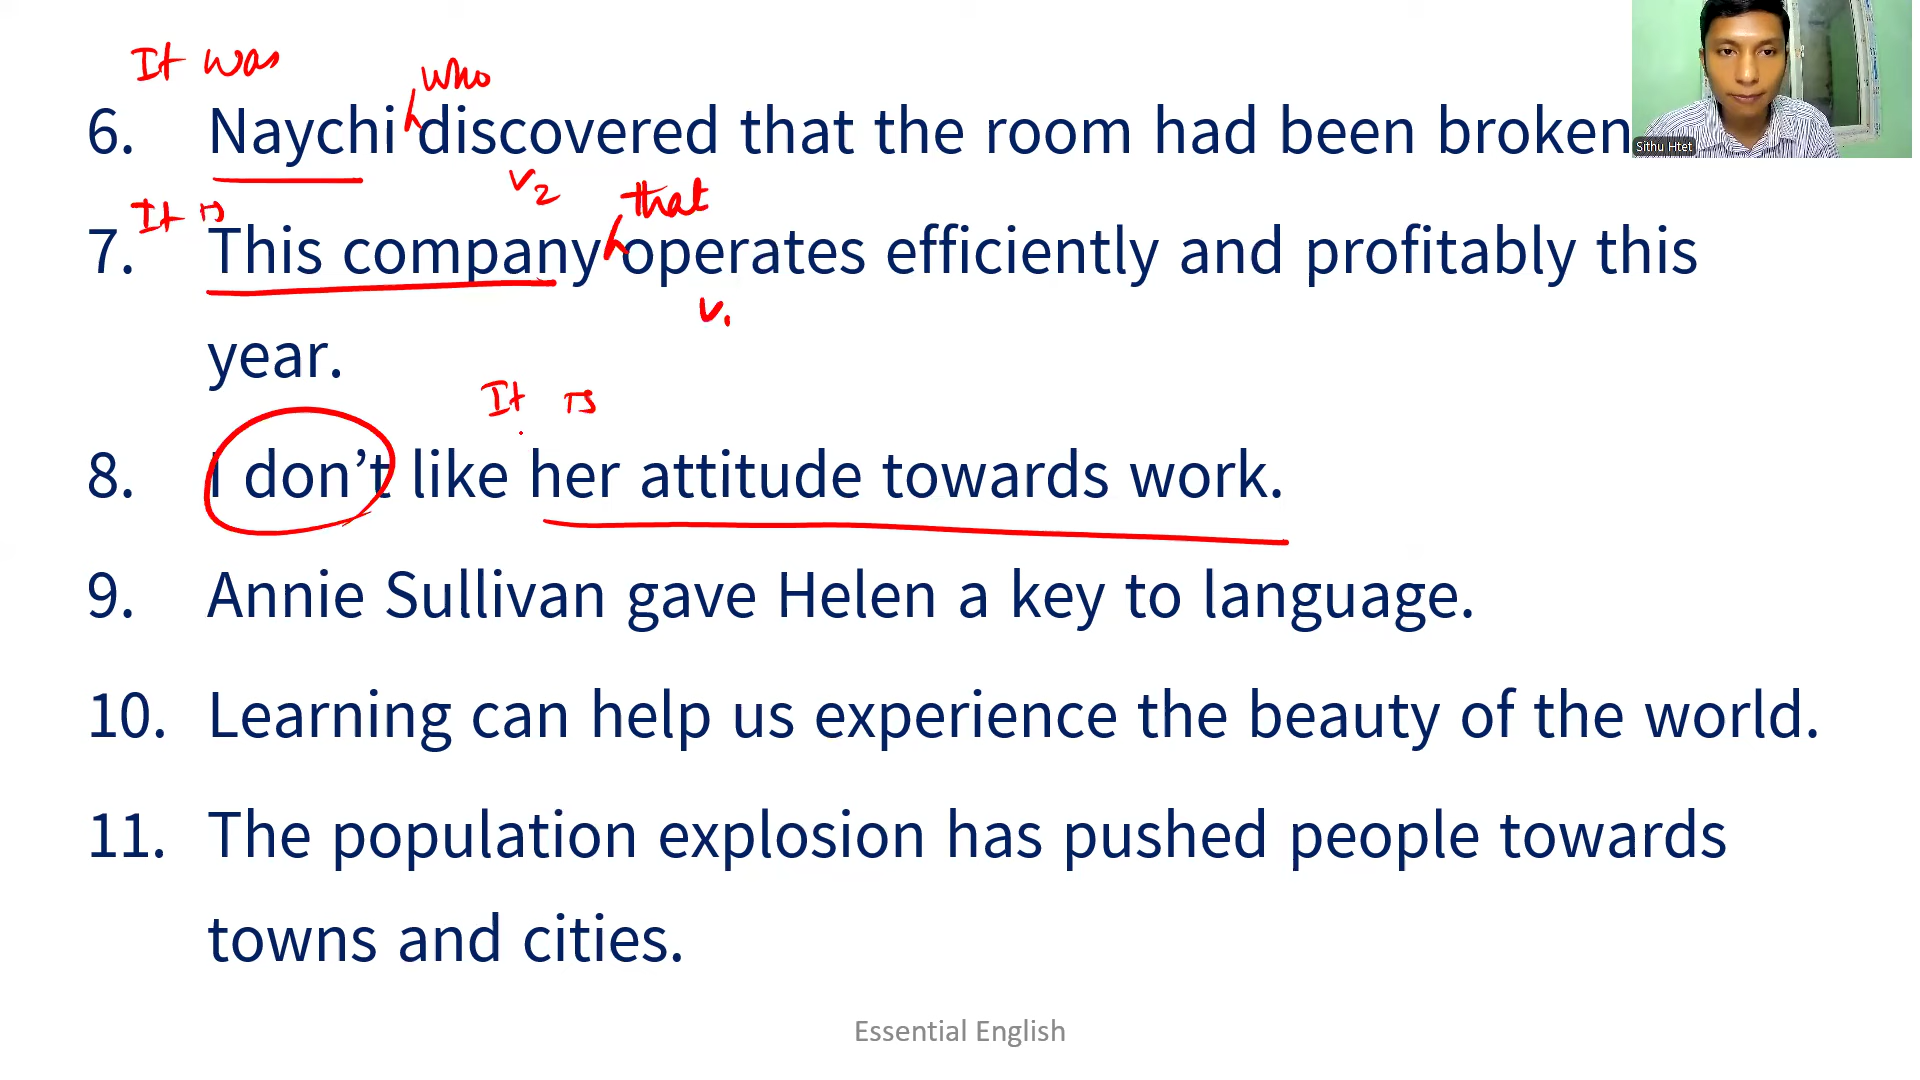 It was
who
6. Naychi discovered that the room had been broken
Sithu Htet
V2
It is
that
7. This company operates efficiently and profitably this
V1
year.
It is
8. I don't like her attitude towards work.
9. Annie Sullivan gave Helen a key to language.
10. Learning can help us experience the beauty of the world.
11. The population explosion has pushed people towards
towns and cities.
Essential English